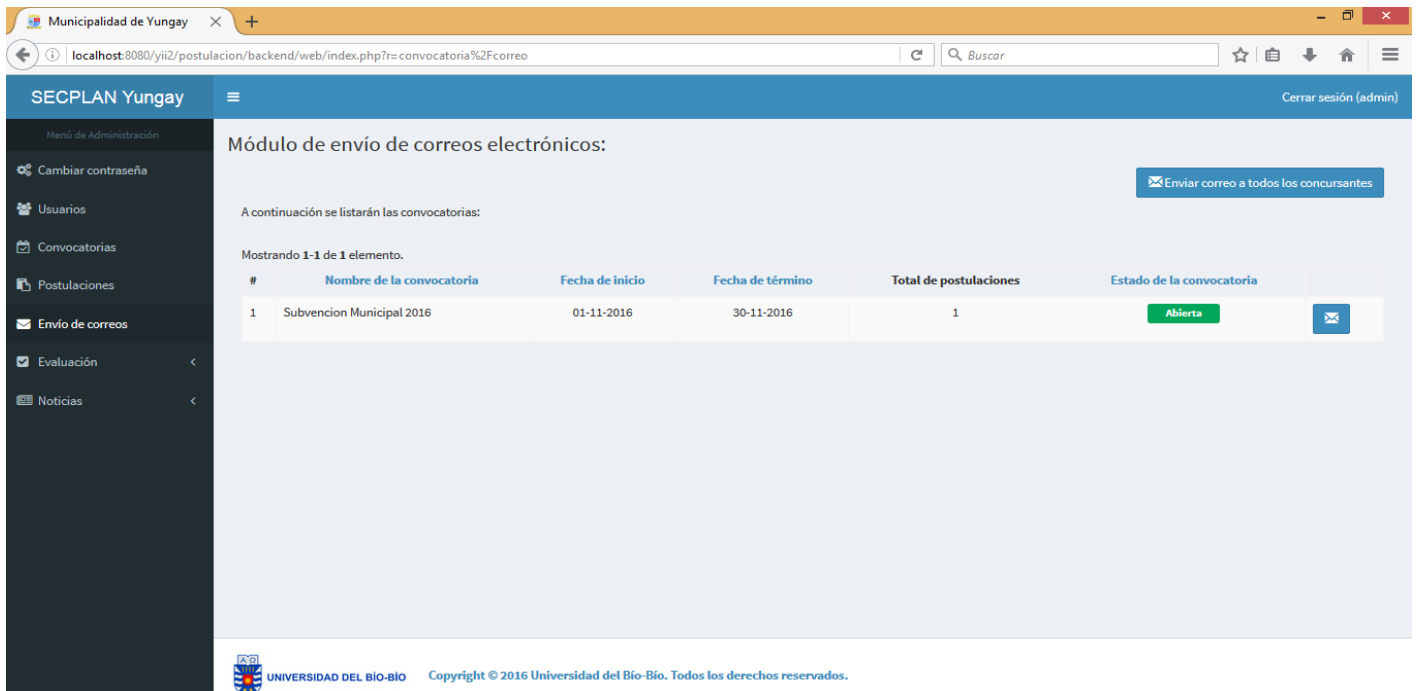 Municipalidad de Yungay
localhost:8080/yii2/postulacion/backend/web/index.php?r=convocatoria%2Fcorreo
Buscar
SECPLAN Yungay
Cerrar sesión (admin)
Menú de Administración
Cambiar contraseña
Usuarios
Convocatorias
Postulaciones
Envío de correos
Evaluación
Noticias
Módulo de envío de correos electrónicos:
Enviar correo a todos los concursantes
A continuación se listarán las convocatorias:
Mostrando 1-1 de 1 elemento.
# Nombre de la convocatoria Fecha de inicio Fecha de término Total de postulaciones Estado de la convocatoria
1 Subvencion Municipal 2016 01-11-2016 30-11-2016 1 Abierta
UNIVERSIDAD DEL BÍO-BÍO Copyright © 2016 Universidad del Bío-Bío. Todos los derechos reservados.